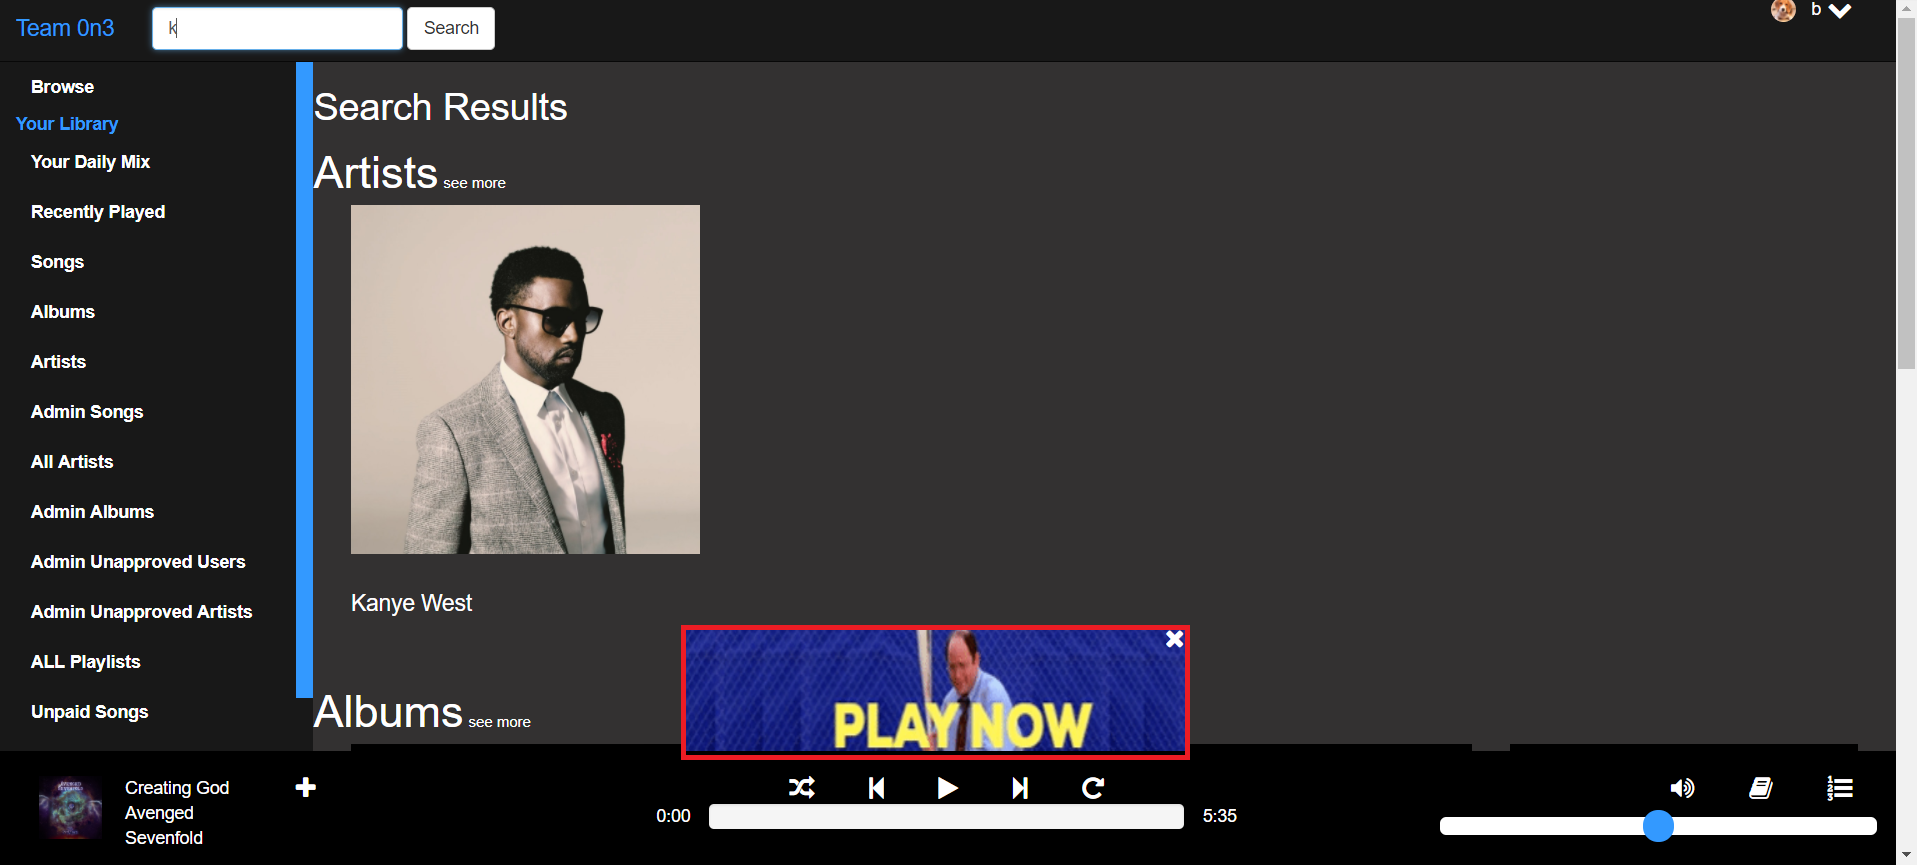 Team 0n3
k
Search
b
Browse
Your Library
Your Daily Mix
Recently Played
Songs
Albums
Artists
Admin Songs
All Artists
Admin Albums
Admin Unapproved Users
Admin Unapproved Artists
ALL Playlists
Unpaid Songs
Search Results
Artists see more
Kanye West
Albums see more
PLAY NOW
Creating God
Avenged
Sevenfold
0:00
5:35